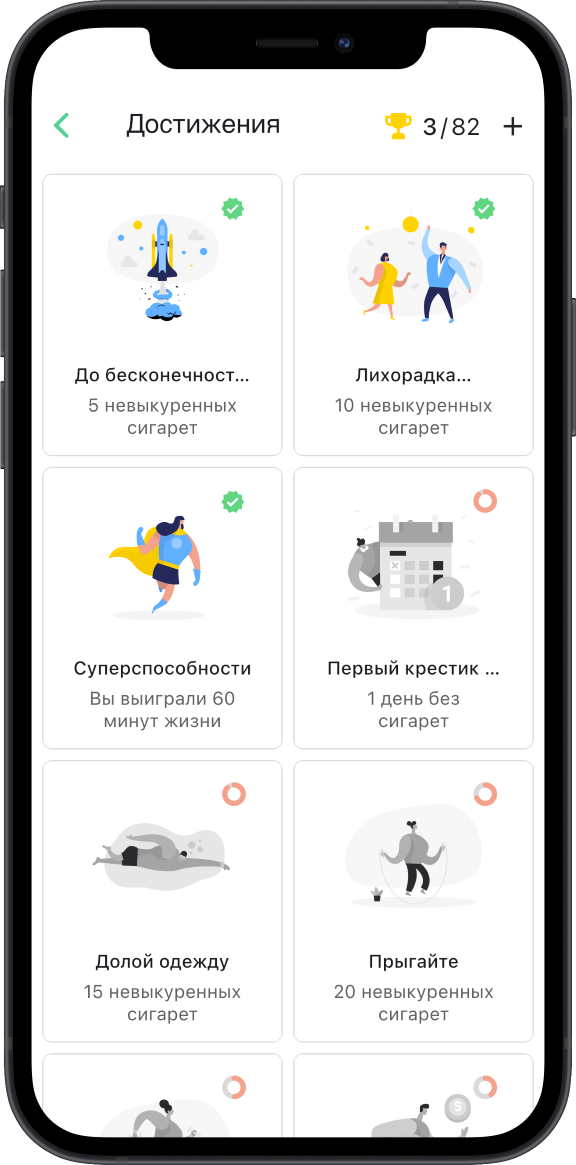 Достижения
3/82
До бесконечност...
5 невыкуренных
сигарет
Лихорадка...
10 невыкуренных
сигарет
Суперспособности
Вы выиграли 60
минут жизни
Первый крестик ...
1 день без
сигарет
1
Долой одежду
15 невыкуренных
сигарет
Прыгайте
20 невыкуренных
сигарет
$